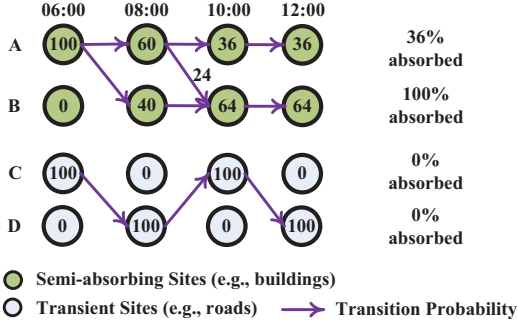 06:00 08:00 10:00 12:00
A 100 60 36 36 36% absorbed
24
B 0 40 64 64 100% absorbed
C 100 0 100 0 0% absorbed
D 0 100 0 100 0% absorbed
Semi-absorbing Sites (e.g., buildings)
Transient Sites (e.g., roads) Transition Probability